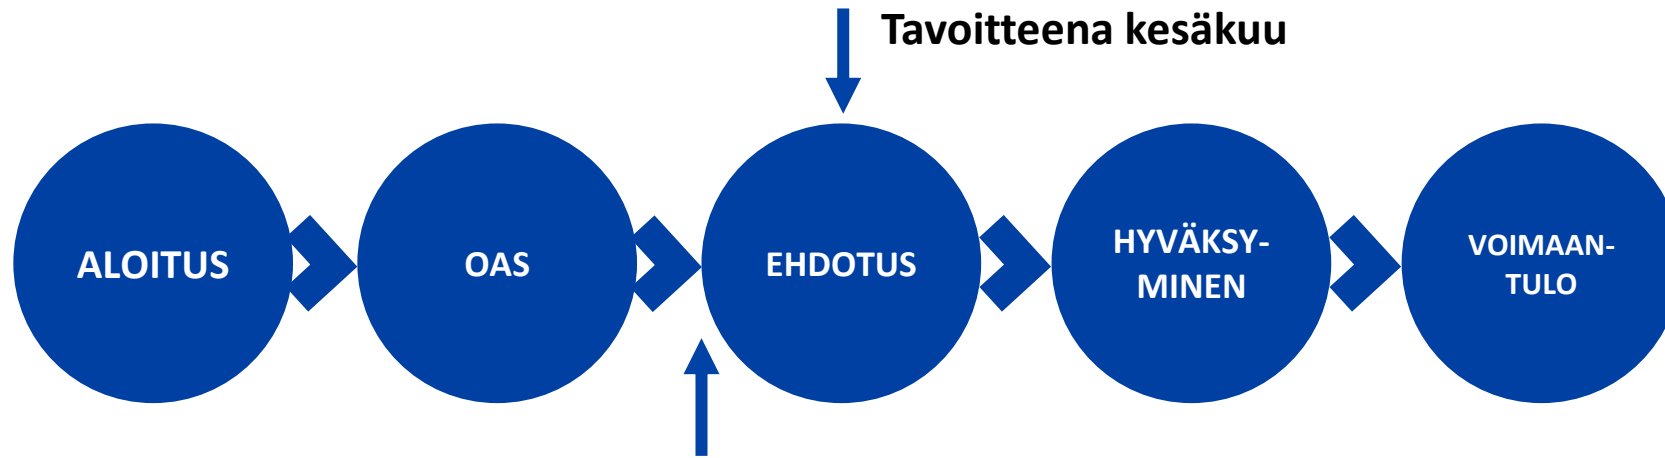 Tavoitteena kesäkuu
ALOITUS
OAS
EHDOTUS
HYVÄKSY-
MINEN
VOIMAAN-
TULO